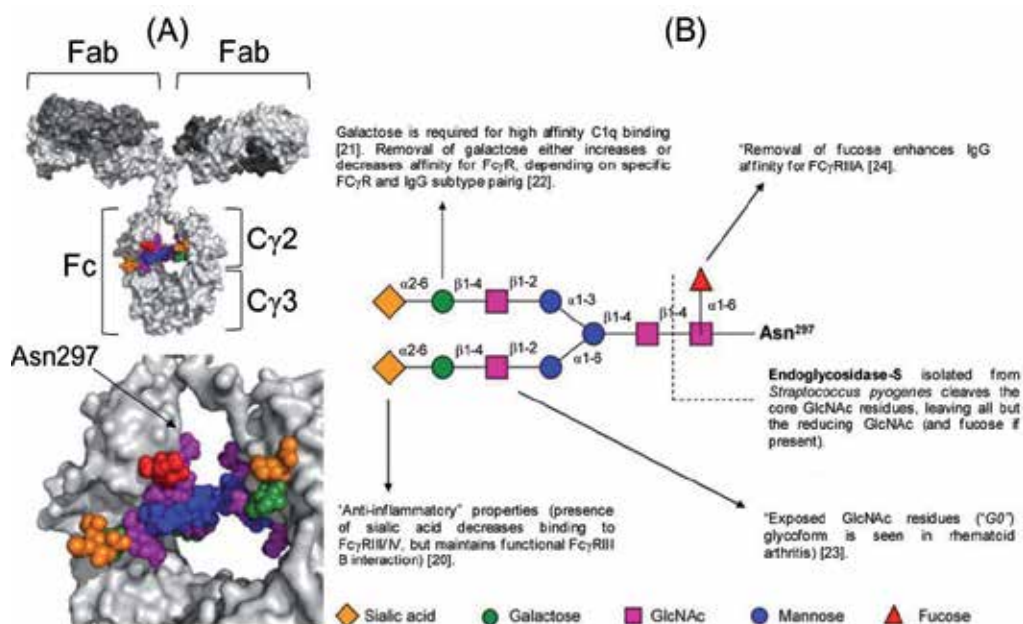 (A)
Fab
Fab
Fc
Cγ2
Cγ3
Asn297
(B)
Galactose is required for high affinity C1q binding
[21]. Removal of galactose either increases or
decreases affinity for FcγR, depending on specific
FCγR and IgG subtype pairig [22].
“Removal of fucose enhances IgG
affinity for FCγRIIIA [24].
α2-6
β1-4
β1-2
α1-3
β1-4
β1-4
α1-6
Asn297
α2-6
β1-4
β1-2
α1-6
Endoglycosidase-S isolated from
Streptococcus pyogenes cleaves the
core GlcNAc residues, leaving all but
the reducing GlcNAc (and fucose if
present).
“Anti-inflammatory” properties (presence
of sialic acid decreases binding to
FcγRIII/IV, but maintains functional FcγRIII
B interaction) [20].
“Exposed GlcNAc residues (“G0”)
glycoform is seen in rhematoid
arthritis) [23].
Sialic acid
Galactose
GlcNAc
Mannose
Fucose